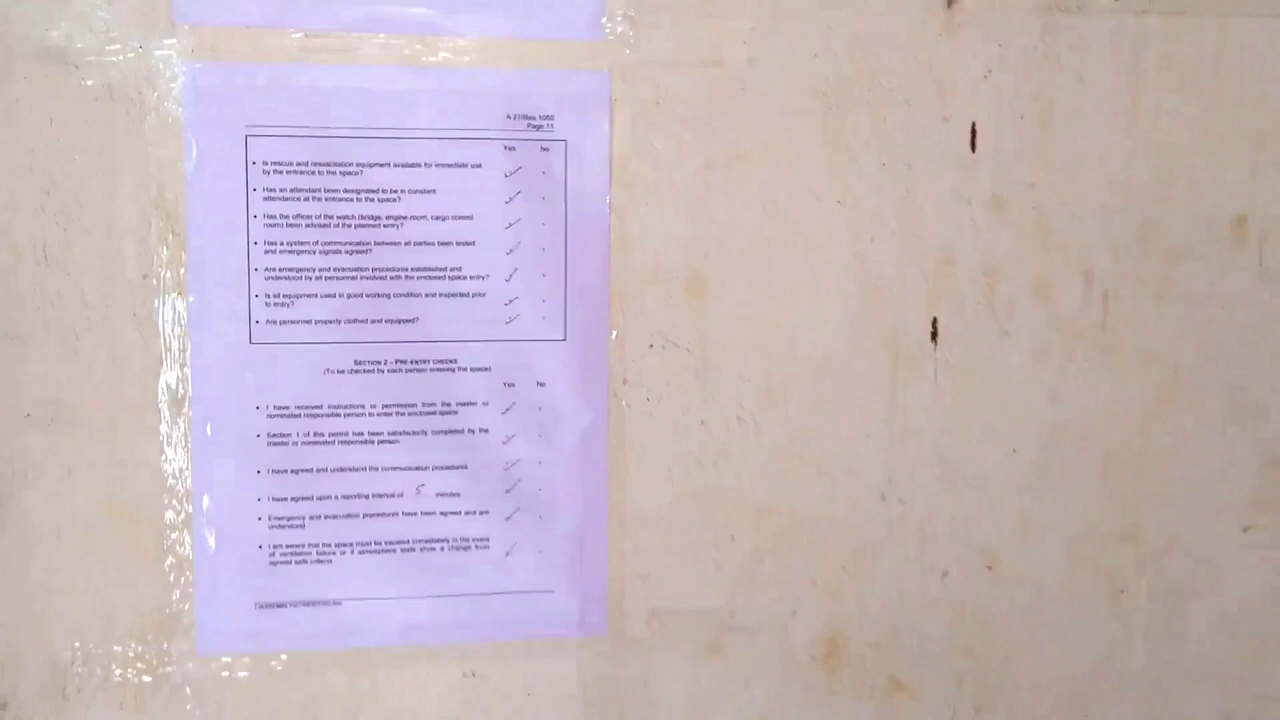 A 27/Res.1050
Page 11
Yes No
• Is rescue and resuscitation equipment available for immediate use
by the entrance to the space?
• Has an attendant been designated to be in constant
attendance at the entrance to the space?
• Has the officer of the watch (bridge, engine-room, cargo control
room) been advised of the planned entry?
• Has a system of communication between all parties been tested
and emergency signals agreed?
• Are emergency and evacuation procedures established and
understood by all personnel involved with the enclosed space entry?
• Is all equipment used in good working condition and inspected prior
to entry?
• Are personnel properly clothed and equipped?
SECTION 2 – PRE-ENTRY CHECKS
(To be checked by each person entering the space)
Yes No
• I have received instructions or permission from the master or
nominated responsible person to enter the enclosed space
• Section 1 of this permit has been satisfactorily completed by the
master or nominated responsible person
• I have agreed and understand the communication procedures
• I have agreed upon a reporting interval of 5 minutes
• Emergency and evacuation procedures have been agreed and are
understood
• I am aware that the space must be vacated immediately in the event
of ventilation failure or if atmosphere tests show a change from
agreed safe criteria